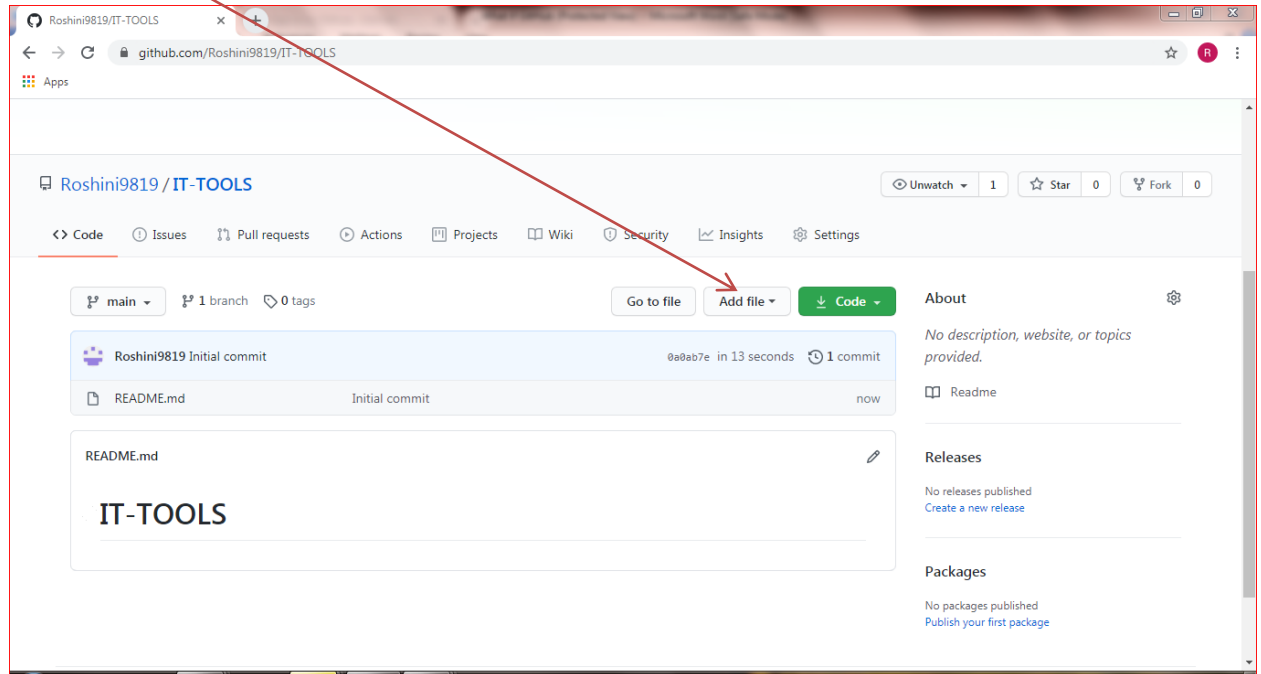 Roshini9819/IT-TOOLS
github.com/Roshini9819/IT-TOOLS
Apps
Roshini9819 / IT-TOOLS
Unwatch 1 Star 0 Fork 0
<> Code Issues Pull requests Actions Projects Wiki Security Insights Settings
main 1 branch 0 tags Go to file Add file Code
Roshini9819 Initial commit 0a0ab7e in 13 seconds 1 commit
README.md Initial commit now
README.md
IT-TOOLS
About
No description, website, or topics
provided.
Readme
Releases
No releases published
Create a new release
Packages
No packages published
Publish your first package
R